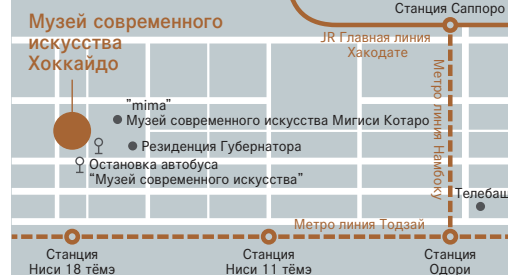 Станция Саппоро
Музей современного
искусства
Хоккайдо
JR Главная линия
Хакодате
Метро линия Намбоку
"mima"
Музей современного искусства Мигиси Котаро
Резиденция Губернатора
Остановка автобуса
“Музей современного искусства”
Метро линия Тодзай
Станция
Ниси 18 тёмэ
Станция
Ниси 11 тёмэ
Станция
Одори